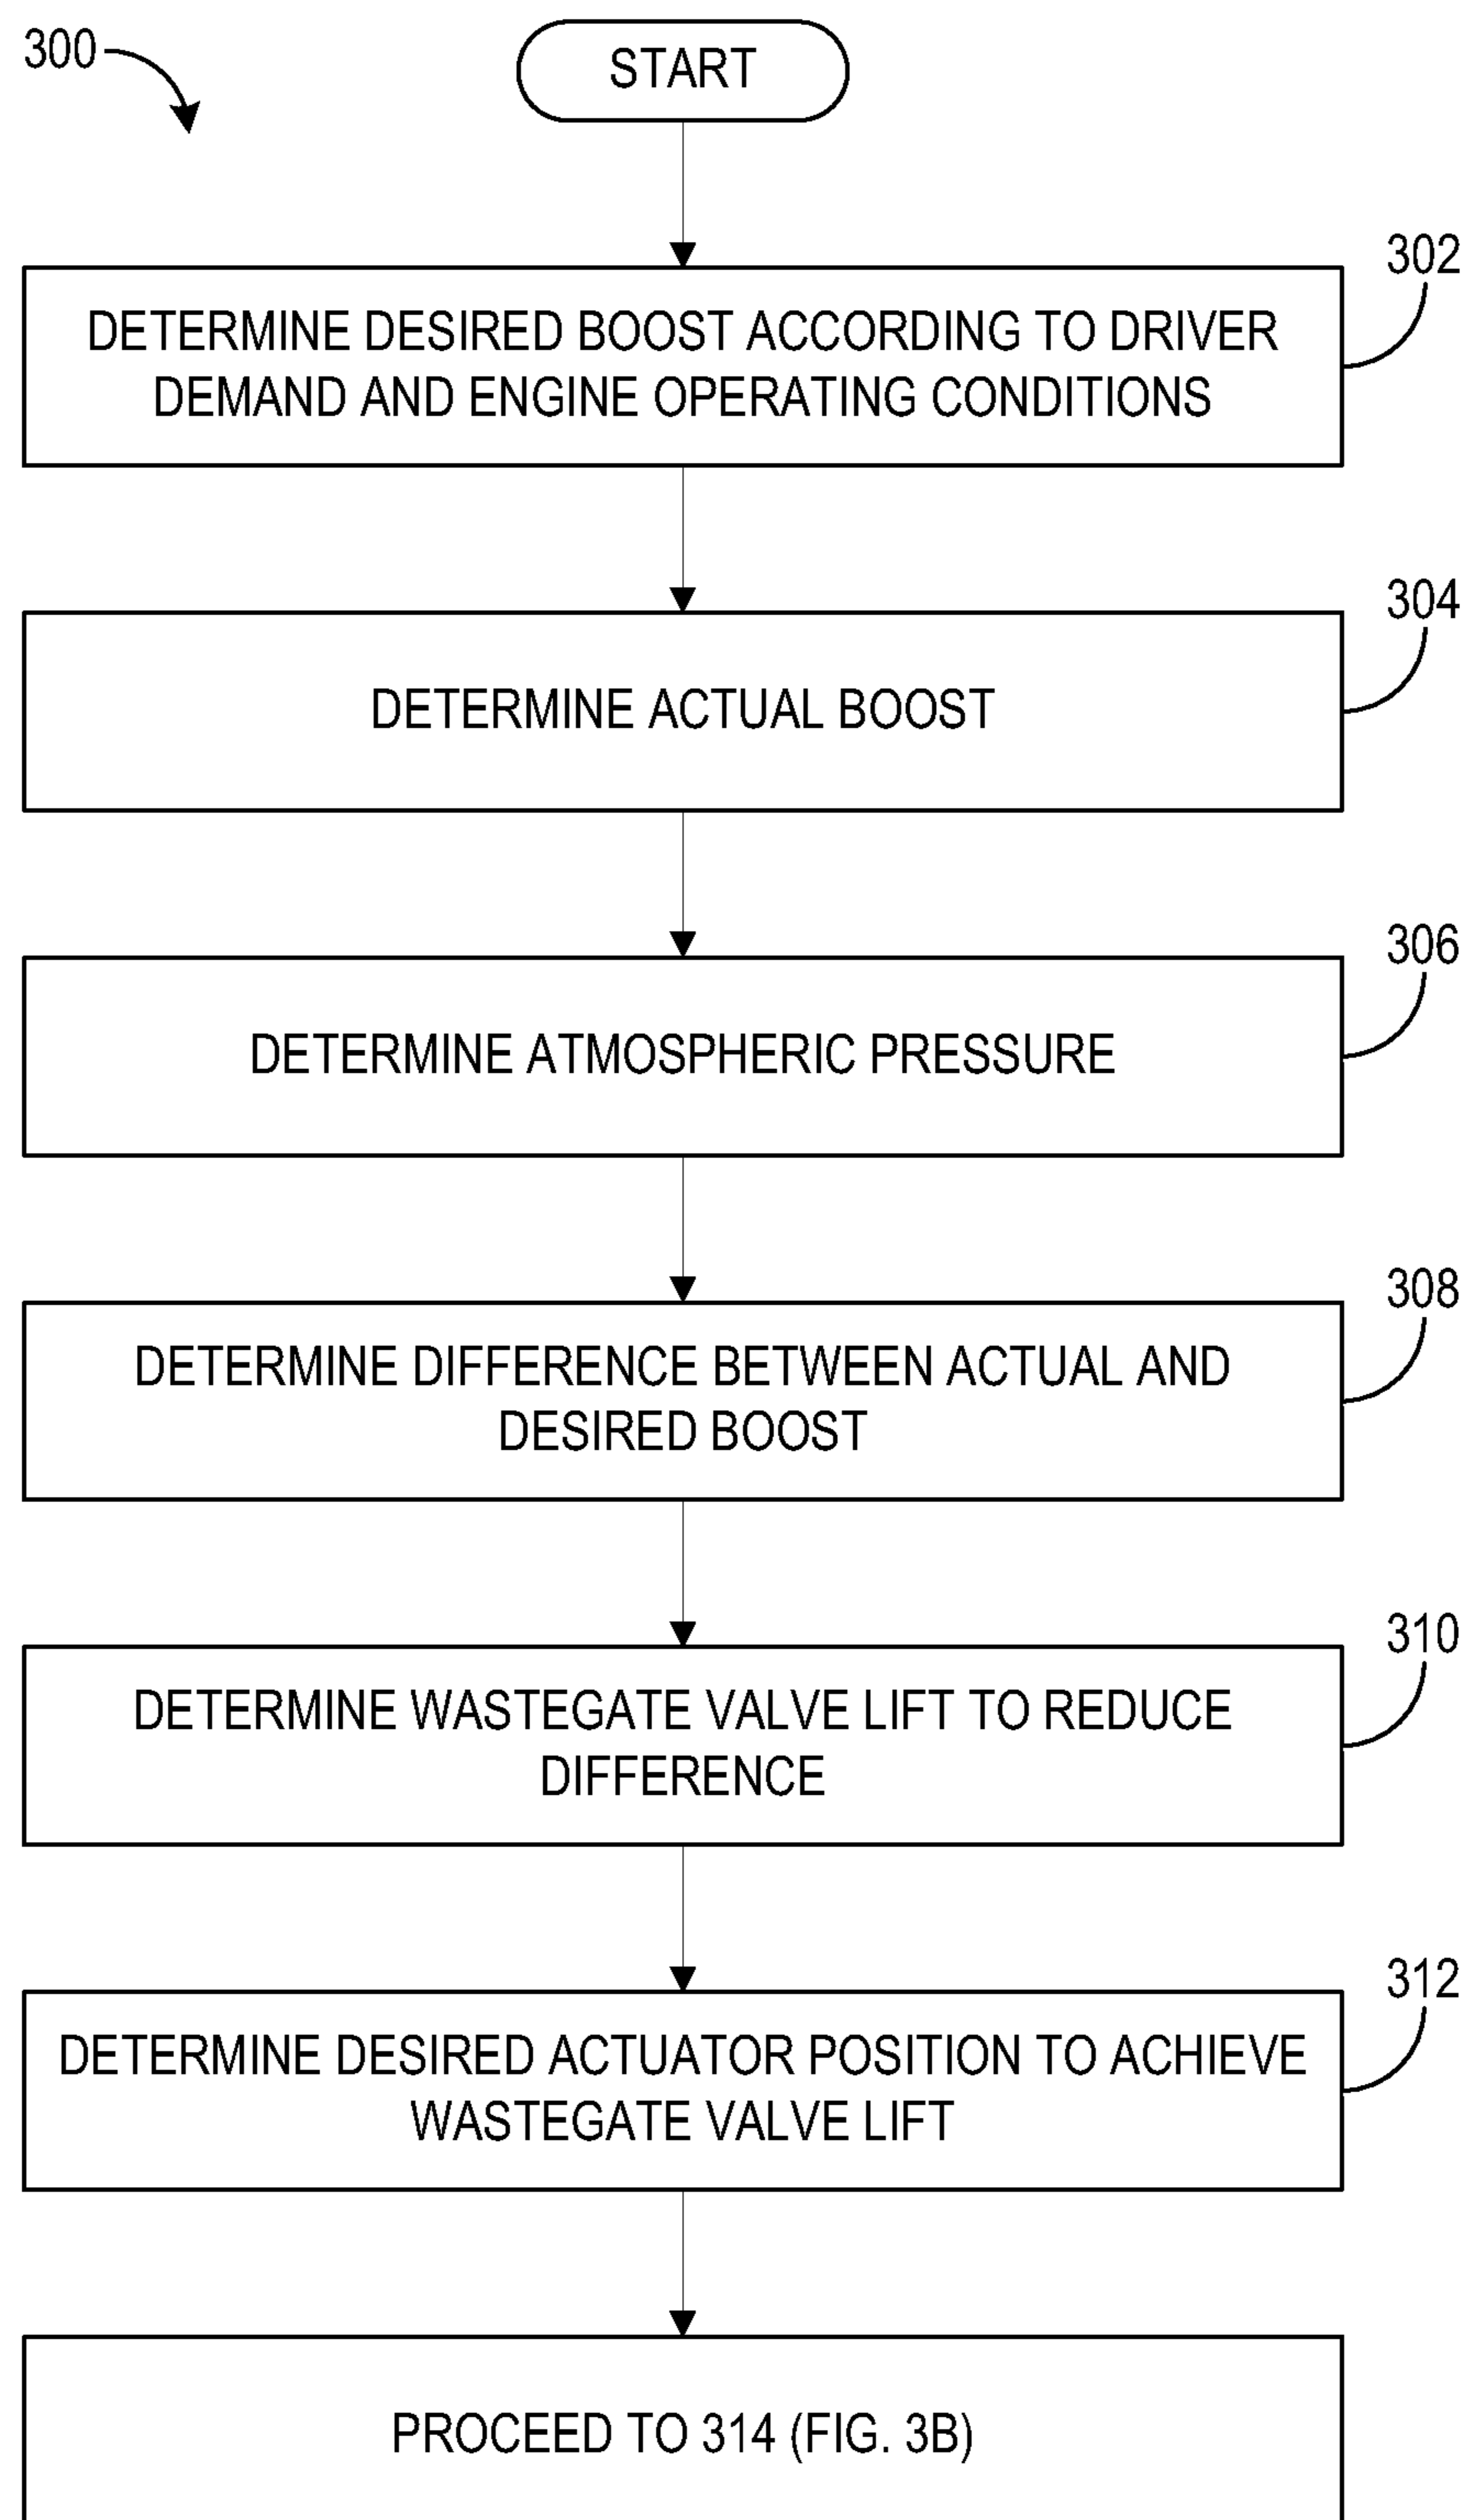 300
START
302
DETERMINE DESIRED BOOST ACCORDING TO DRIVER
DEMAND AND ENGINE OPERATING CONDITIONS
304
DETERMINE ACTUAL BOOST
306
DETERMINE ATMOSPHERIC PRESSURE
308
DETERMINE DIFFERENCE BETWEEN ACTUAL AND
DESIRED BOOST
310
DETERMINE WASTEGATE VALVE LIFT TO REDUCE
DIFFERENCE
312
DETERMINE DESIRED ACTUATOR POSITION TO ACHIEVE
WASTEGATE VALVE LIFT
PROCEED TO 314 (FIG. 3B)